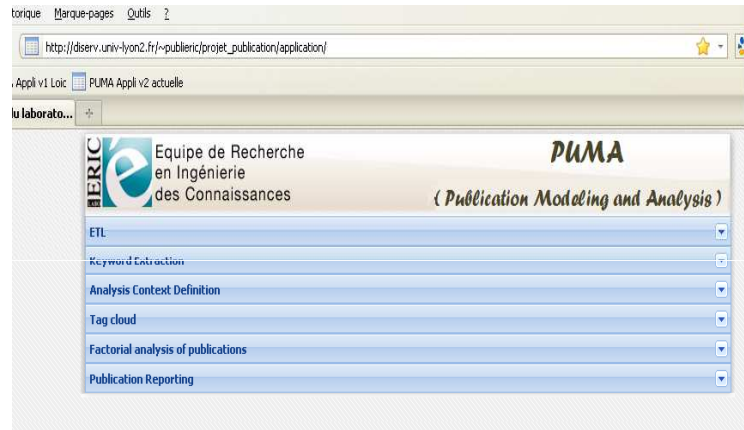 torique Marque-pages Outils ?
http://diserv.univ-lyon2.fr/~publieric/projet_publication/application/
Appli v1 Loic PUMA Appli v2 actuelle
lu laborato...
ERIC
LABO
Equipe de Recherche
en Ingénierie
des Connaissances
PUMA
( Publication Modeling and Analysis )
ETL
Keyword Extraction
Analysis Context Definition
Tag cloud
Factorial analysis of publications
Publication Reporting